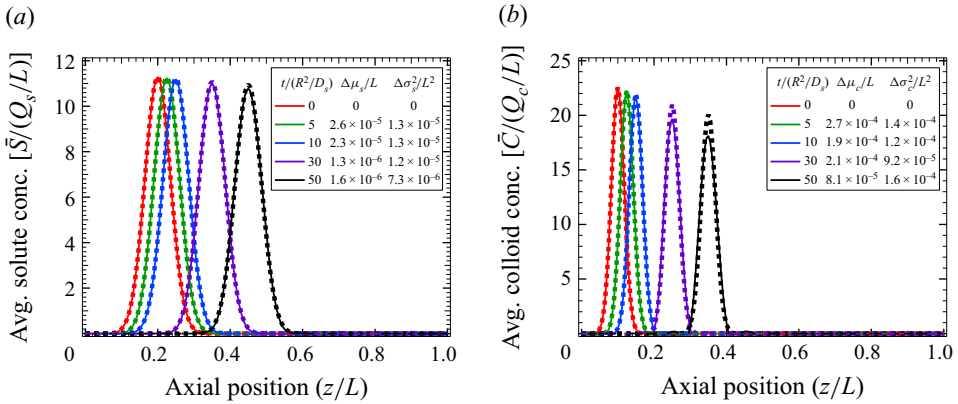 (a)
Avg. solute conc. [S̄/(Q_s/L)]
12
10
8
6
4
2
0 0.2 0.4 0.6 0.8 1.0
Axial position (z/L)
t/(R²/D_s) Δμ_s/L Δσ_s²/L²
0 0 0
5 2.6 × 10⁻⁵ 1.3 × 10⁻⁵
10 2.3 × 10⁻⁵ 1.3 × 10⁻⁵
30 1.3 × 10⁻⁶ 1.2 × 10⁻⁵
50 1.6 × 10⁻⁶ 7.3 × 10⁻⁶
(b)
Avg. colloid conc. [C̄/(Q_c/L)]
25
20
15
10
5
0
0 0.2 0.4 0.6 0.8 1.0
Axial position (z/L)
t/(R²/D_s) Δμ_c/L Δσ_c²/L²
0 0 0
5 2.7 × 10⁻⁴ 1.4 × 10⁻⁴
10 1.9 × 10⁻⁴ 1.2 × 10⁻⁴
30 2.1 × 10⁻⁴ 9.2 × 10⁻⁵
50 8.1 × 10⁻⁵ 1.6 × 10⁻⁴